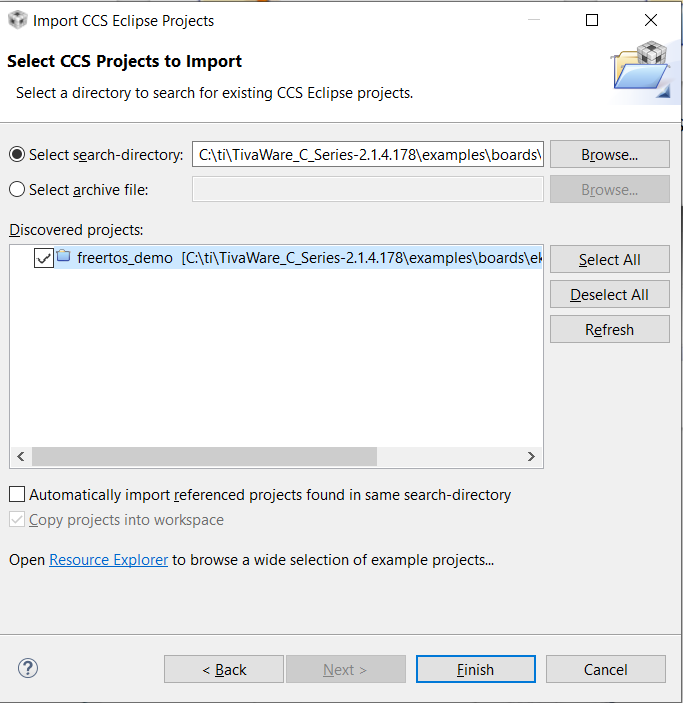 Import CCS Eclipse Projects
Select CCS Projects to Import
Select a directory to search for existing CCS Eclipse projects.
Select search-directory: C:\ti\TivaWare_C_Series-2.1.4.178\examples\boards\ Browse...
Select archive file: Browse...
Discovered projects:
freertos_demo [C:\ti\TivaWare_C_Series-2.1.4.178\examples\boards\ek Select All
Deselect All
Refresh
Automatically import referenced projects found in same search-directory
Copy projects into workspace
Open Resource Explorer to browse a wide selection of example projects...
? < Back Next > Finish Cancel